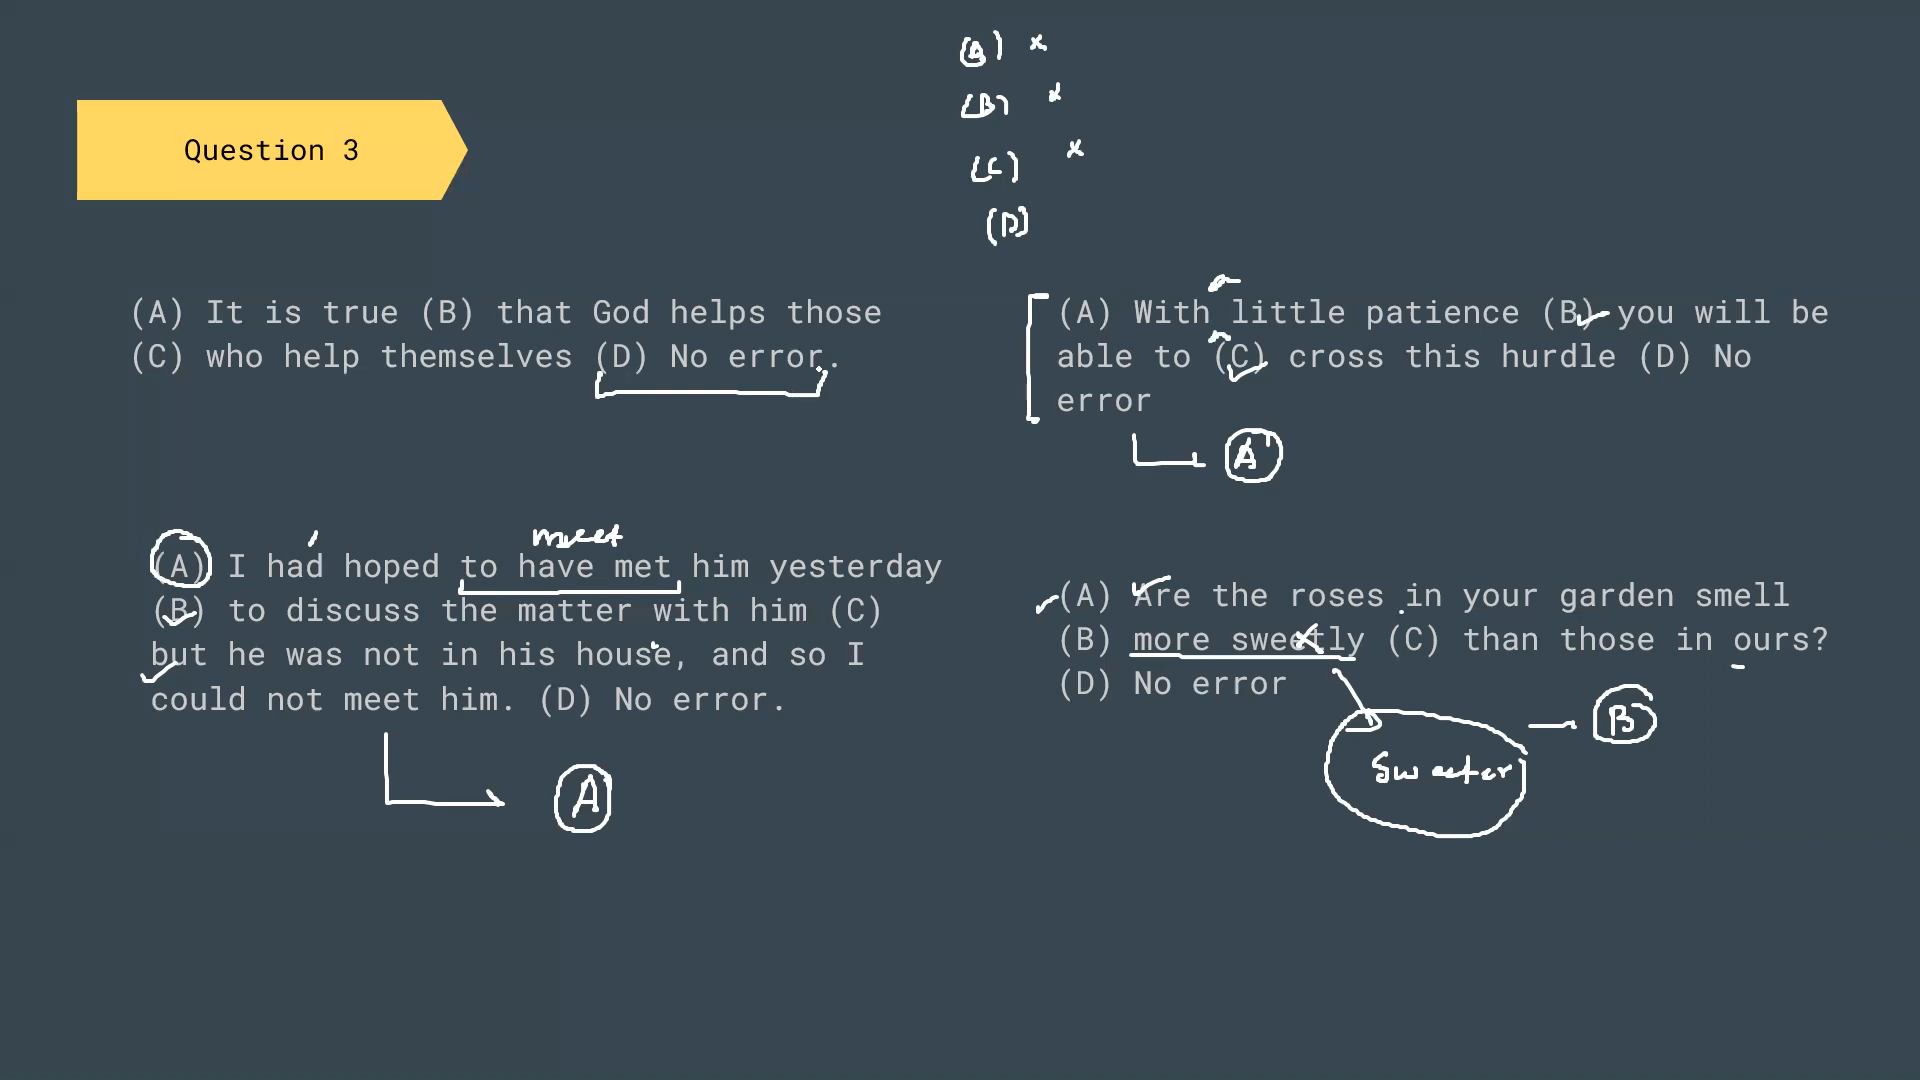 (A) x
(B) x
(C) x
(D)
Question 3
(A) It is true (B) that God helps those
(C) who help themselves (D) No error.
a
(A) With little patience (B) you will be
able to (C) cross this hurdle (D) No
error
A
meet
(A) I had hoped to have met him yesterday
(B) to discuss the matter with him (C)
but he was not in his house, and so I
could not meet him. (D) No error.
A
(A) Are the roses in your garden smell
(B) more sweetly (C) than those in ours?
(D) No error
B
Sweeter